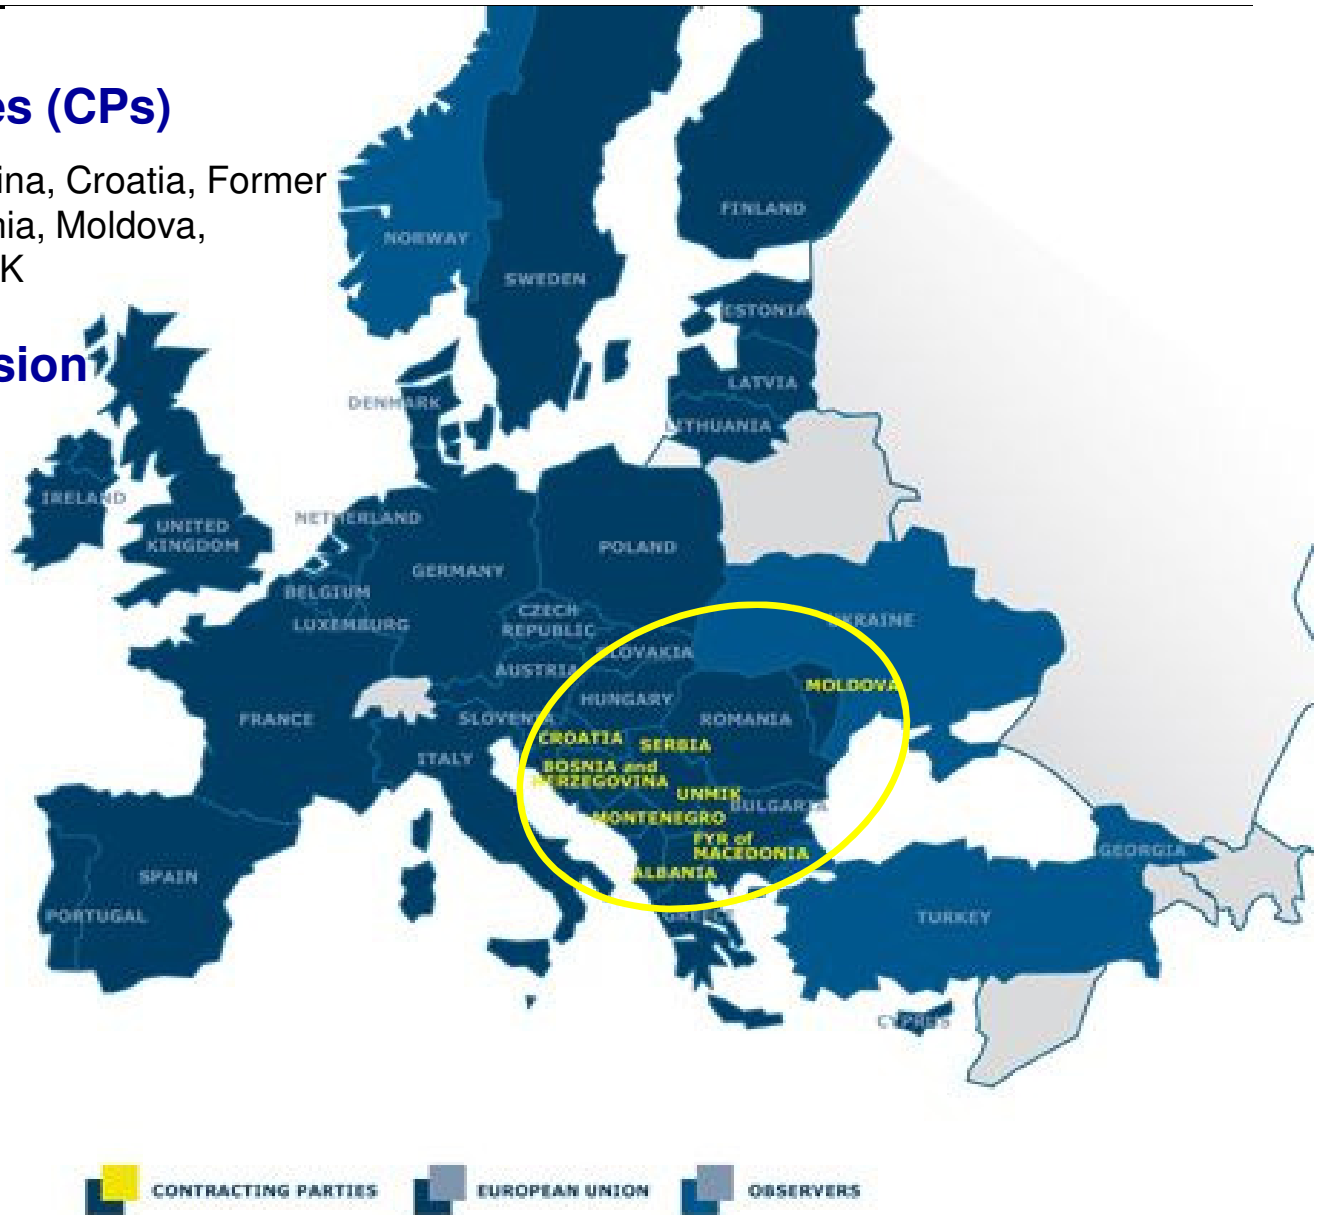 es (CPs)
ina, Croatia, Former
nia, Moldova,
K
sion
FINLAND
NORWAY
SWEDEN
ESTONIA
LATVIA
DENMARK
LITHUANIA
IRELAND
NETHERLAND
UNITED
KINGDOM
POLAND
GERMANY
BELGIUM
CZECH
REPUBLIC
LUXEMBURG
UKRAINE
SLOVAKIA
AUSTRIA
MOLDOVA
HUNGARY
FRANCE
SLOVENIA
ROMANIA
CROATIA
SERBIA
ITALY
BOSNIA and
HERZEGOVINA
UNMIK
BULGARIA
MONTENEGRO
FYR of
MACEDONIA
GEORGIA
ALBANIA
SPAIN
PORTUGAL
GREECE
TURKEY
CYPRUS
CONTRACTING PARTIES
EUROPEAN UNION
OBSERVERS